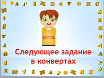 Следующее задание
в конвертах